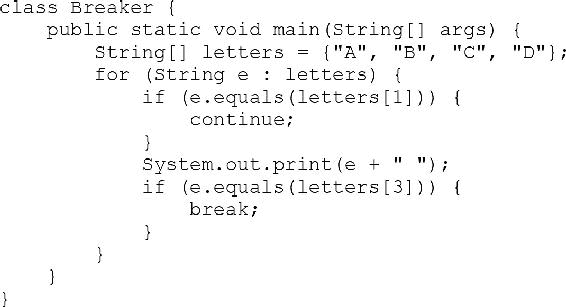 class Breaker {
    public static void main(String[] args) {
        String[] letters = {"A", "B", "C", "D"};
        for (String e : letters) {
            if (e.equals(letters[1])) {
                continue;
            }
            System.out.print(e + " ");
            if (e.equals(letters[3])) {
                break;
            }
        }
    }
}